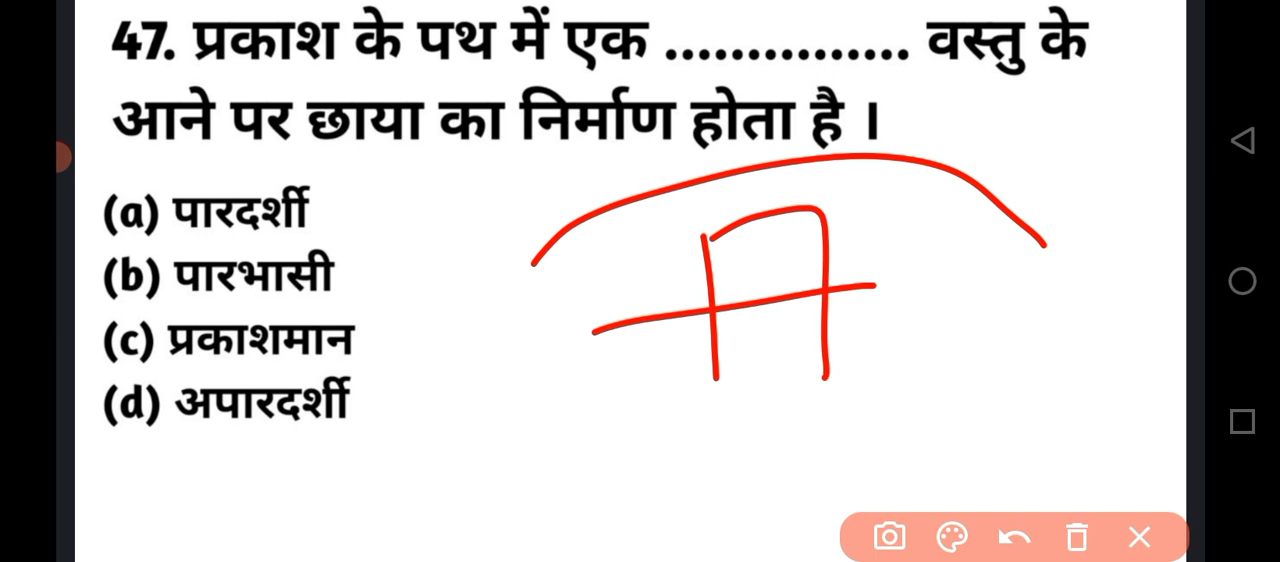 47. प्रकाश के पथ में एक ............... वस्तु के
आने पर छाया का निर्माण होता है ।
(a) पारदर्शी
(b) पारभासी
(c) प्रकाशमान
(d) अपारदर्शी